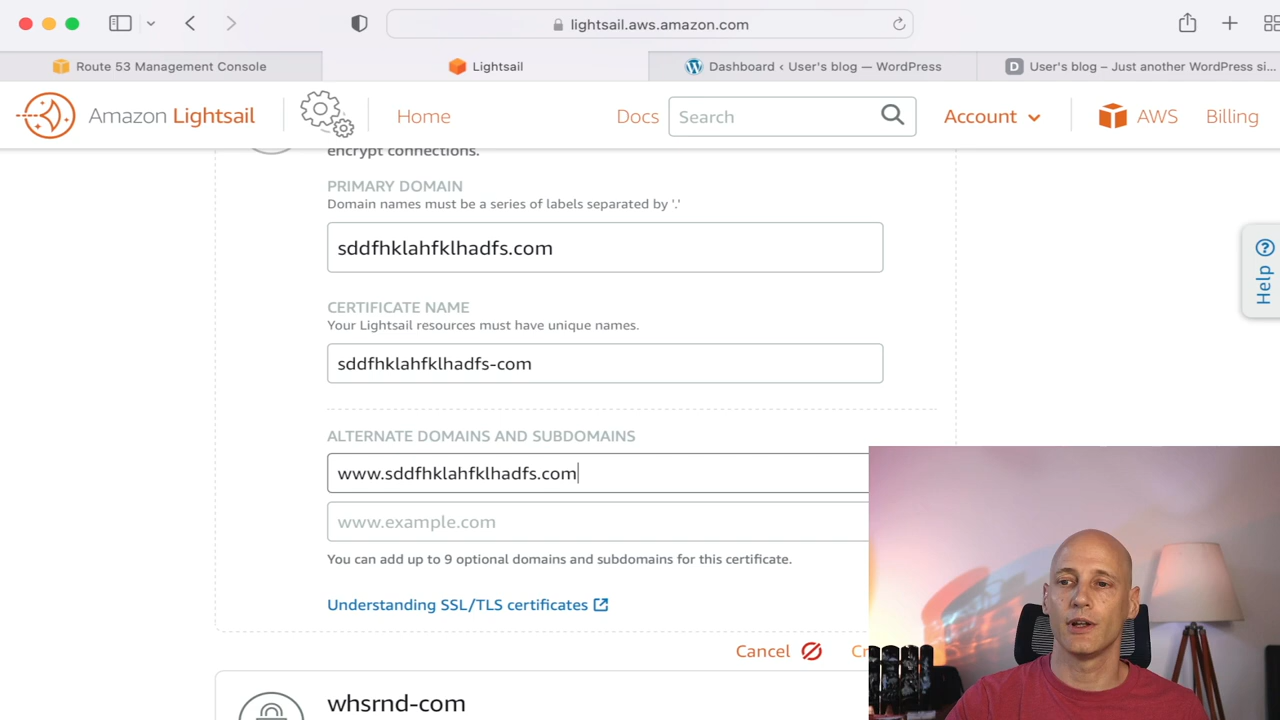 lightsail.aws.amazon.com
Route 53 Management Console
Lightsail
Dashboard ‹ User's blog — WordPress
D
User's blog – Just another WordPress si...
Amazon Lightsail
Home
Docs
Search
Account
AWS
Billing
encrypt connections.
PRIMARY DOMAIN
Domain names must be a series of labels separated by '.'
sddfhklahfklhadfs.com
Help ?
CERTIFICATE NAME
Your Lightsail resources must have unique names.
sddfhklahfklhadfs-com
ALTERNATE DOMAINS AND SUBDOMAINS
www.sddfhklahfklhadfs.com
www.example.com
You can add up to 9 optional domains and subdomains for this certificate.
Understanding SSL/TLS certificates
Cancel
whsrnd-com